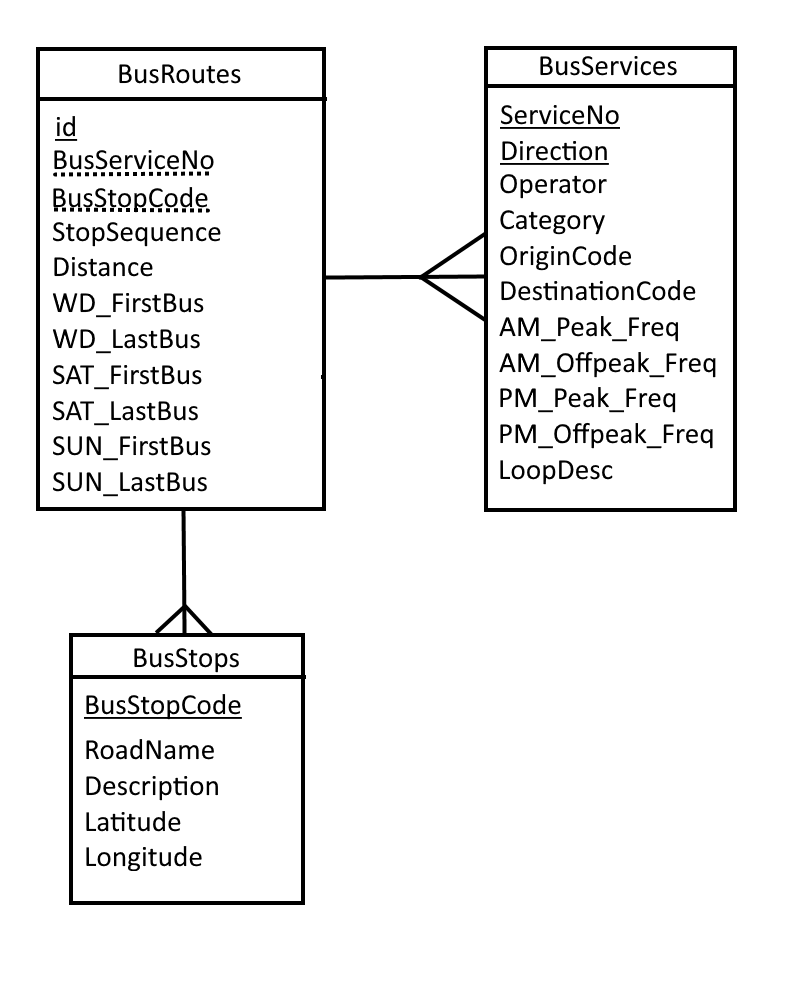 BusRoutes
id
BusServiceNo
BusStopCode
StopSequence
Distance
WD_FirstBus
WD_LastBus
SAT_FirstBus
SAT_LastBus
SUN_FirstBus
SUN_LastBus
BusServices
ServiceNo
Direction
Operator
Category
OriginCode
DestinationCode
AM_Peak_Freq
AM_Offpeak_Freq
PM_Peak_Freq
PM_Offpeak_Freq
LoopDesc
BusStops
BusStopCode
RoadName
Description
Latitude
Longitude